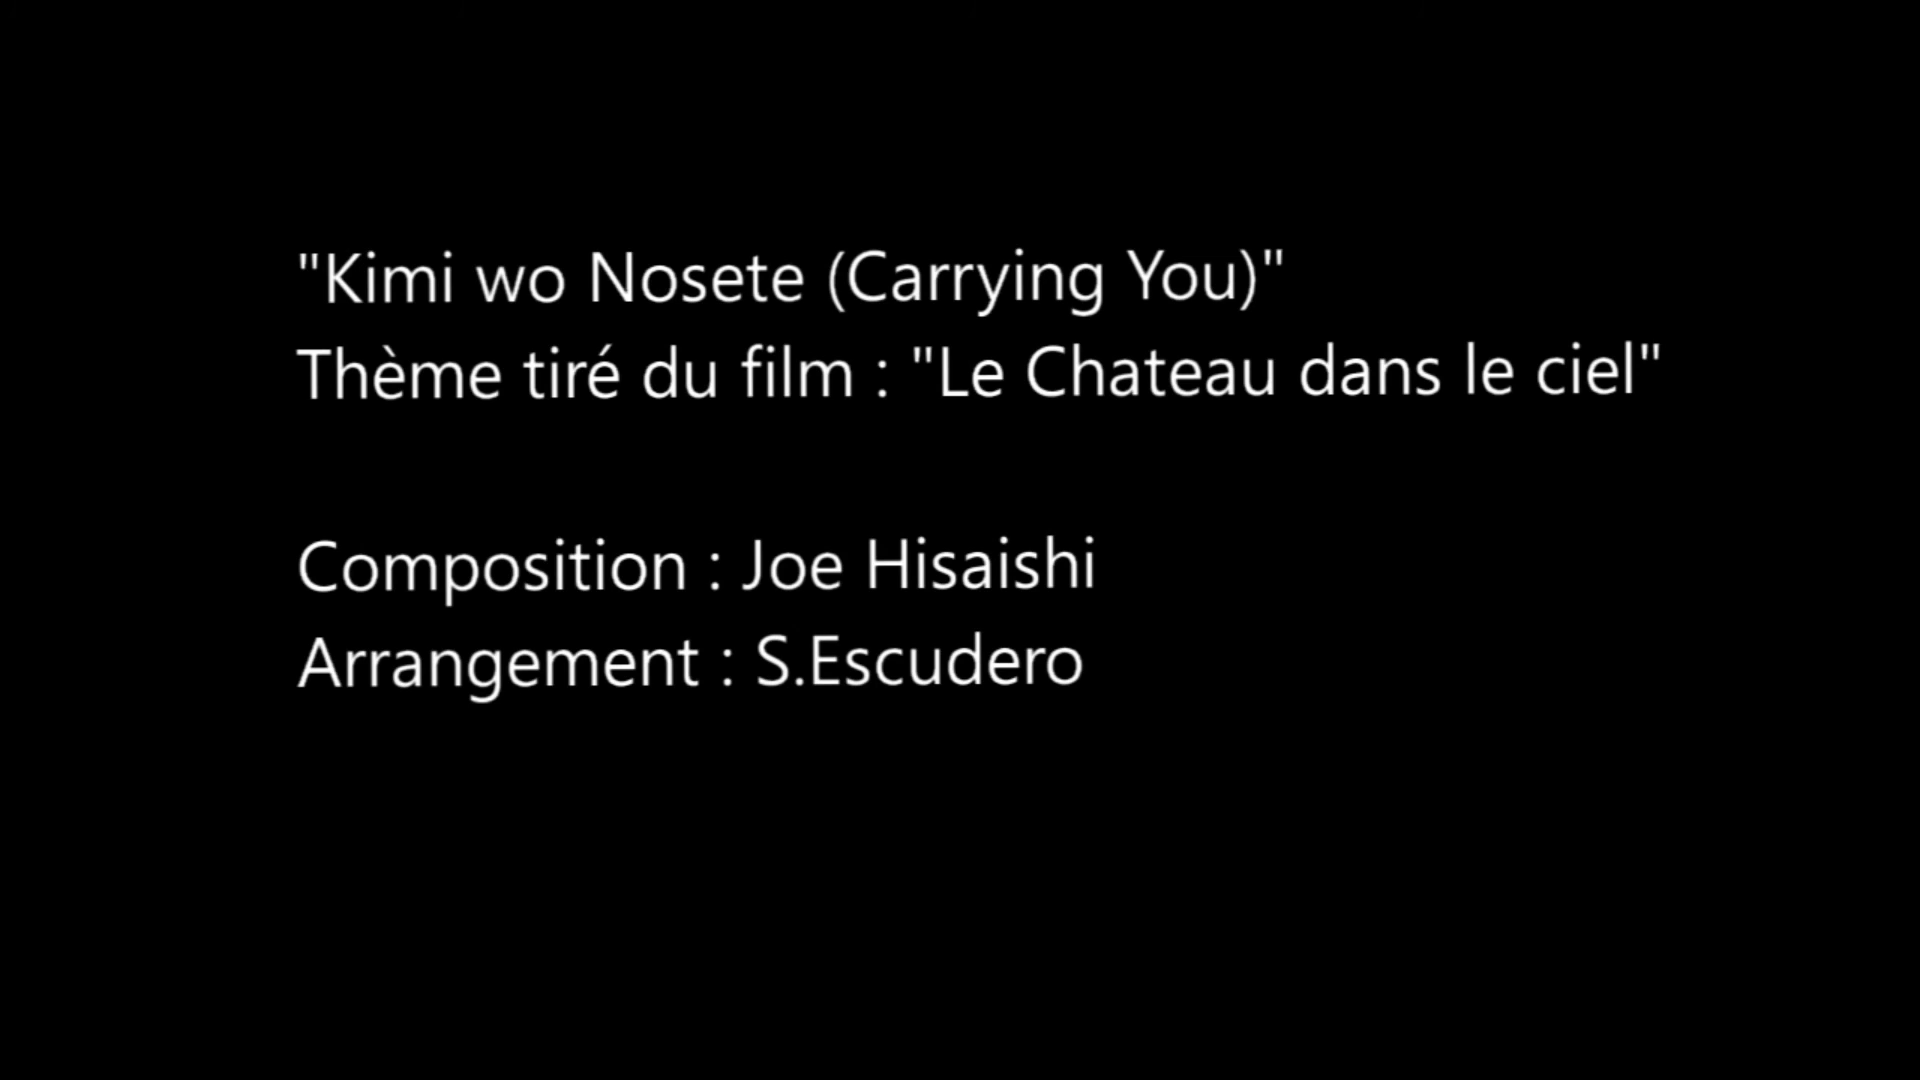 "Kimi wo Nosete (Carrying You)"
Thème tiré du film : "Le Chateau dans le ciel"
Composition : Joe Hisaishi
Arrangement : S.Escudero